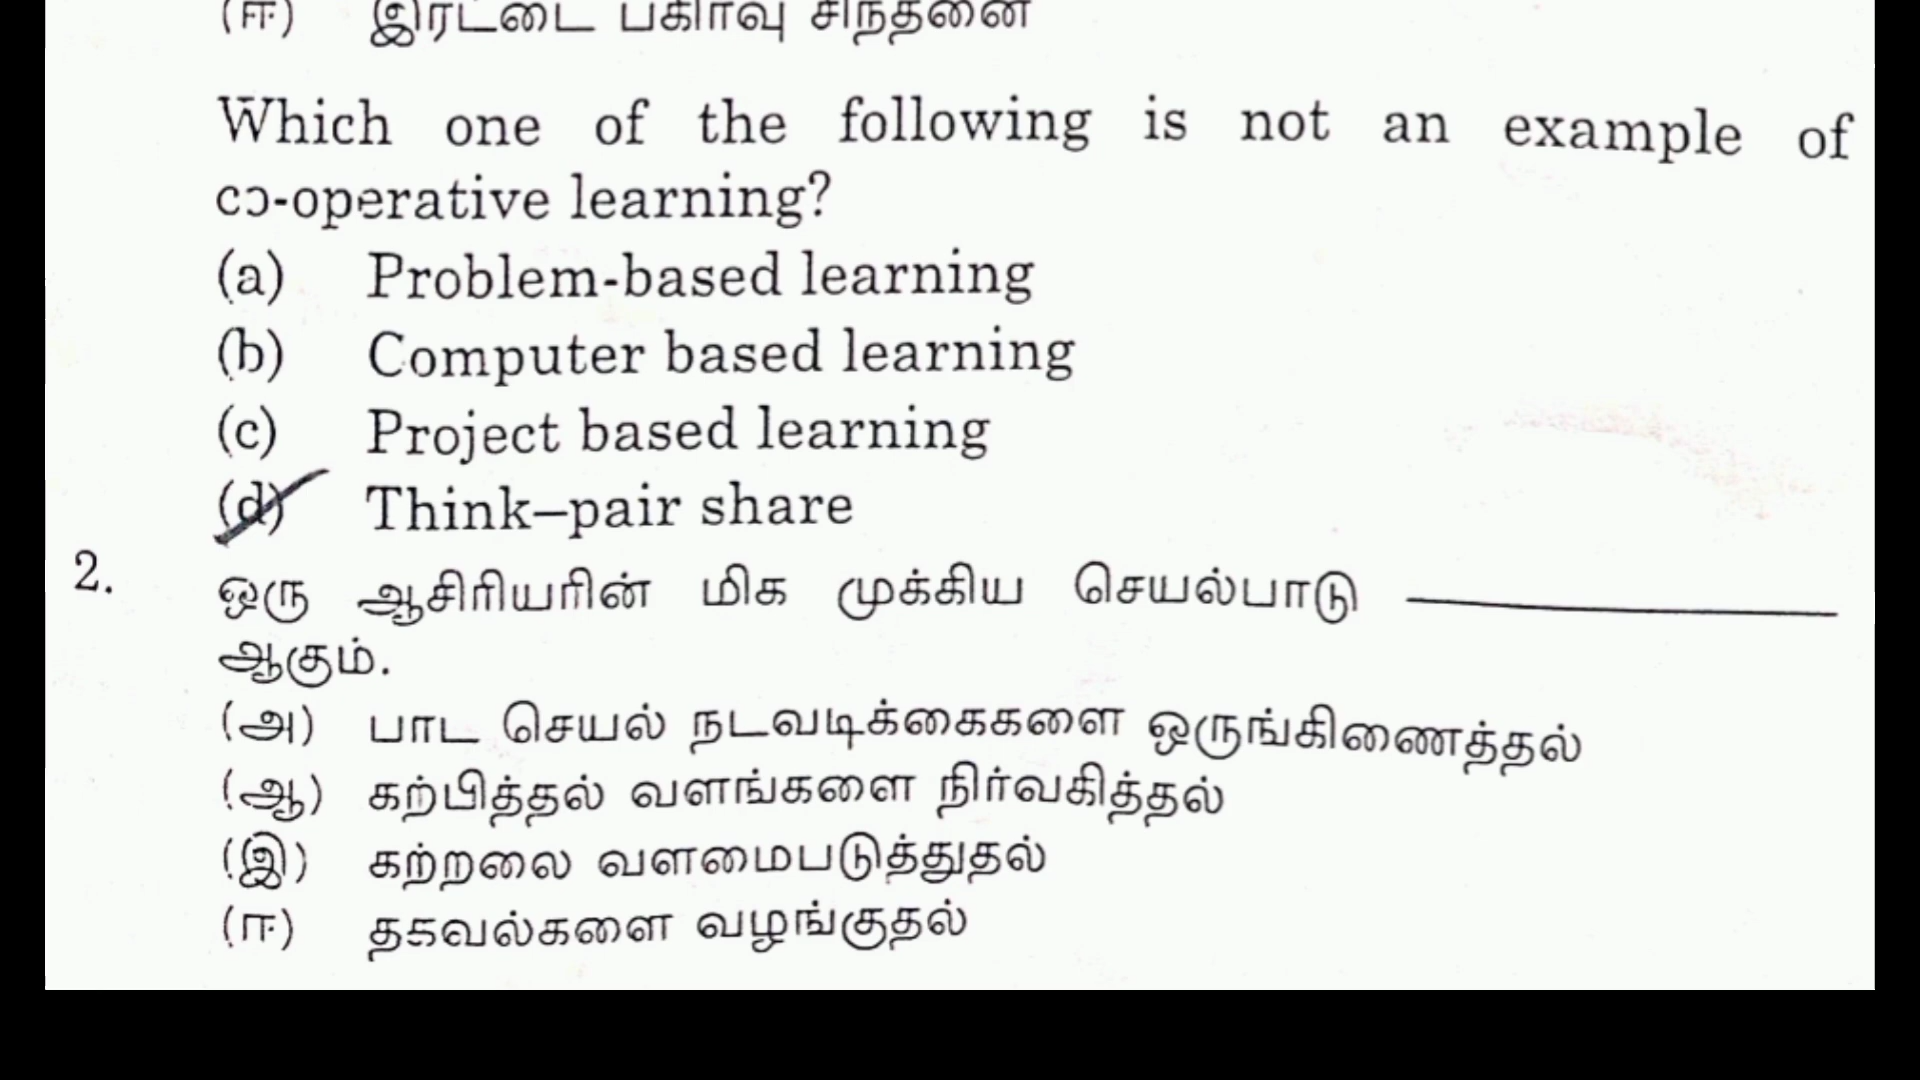 (ஈ) இரட்டை பகிர்வு சிந்தனை
Which one of the following is not an example of
co-operative learning?
(a) Problem-based learning
(b) Computer based learning
(c) Project based learning
(d) Think–pair share
2. ஒரு ஆசிரியரின் மிக முக்கிய செயல்பாடு ________
ஆகும்.
(அ) பாட செயல் நடவடிக்கைகளை ஒருங்கிணைத்தல்
(ஆ) கற்பித்தல் வளங்களை நிர்வகித்தல்
(இ) கற்றலை வளமைபடுத்துதல்
(ஈ) தகவல்களை வழங்குதல்